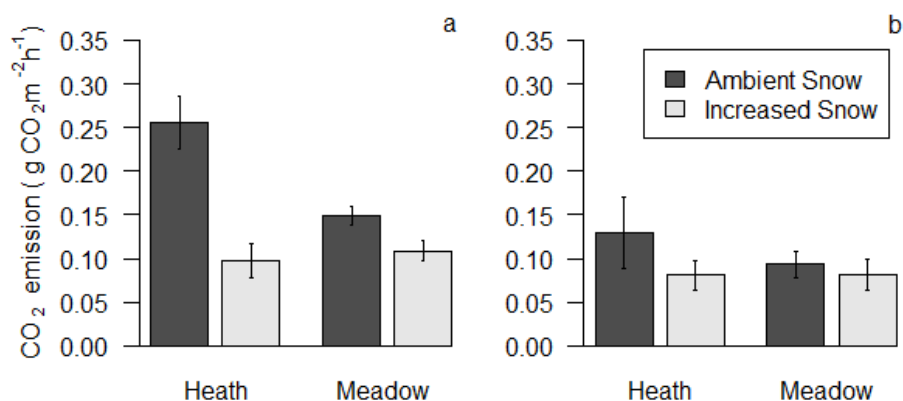 a
b
0.35
0.30
0.25
0.20
0.15
0.10
0.05
0.00
CO₂ emission ( g CO₂m⁻²h⁻¹)
Heath Meadow
0.35
0.30
0.25
0.20
0.15
0.10
0.05
0.00
Ambient Snow
Increased Snow
Heath Meadow